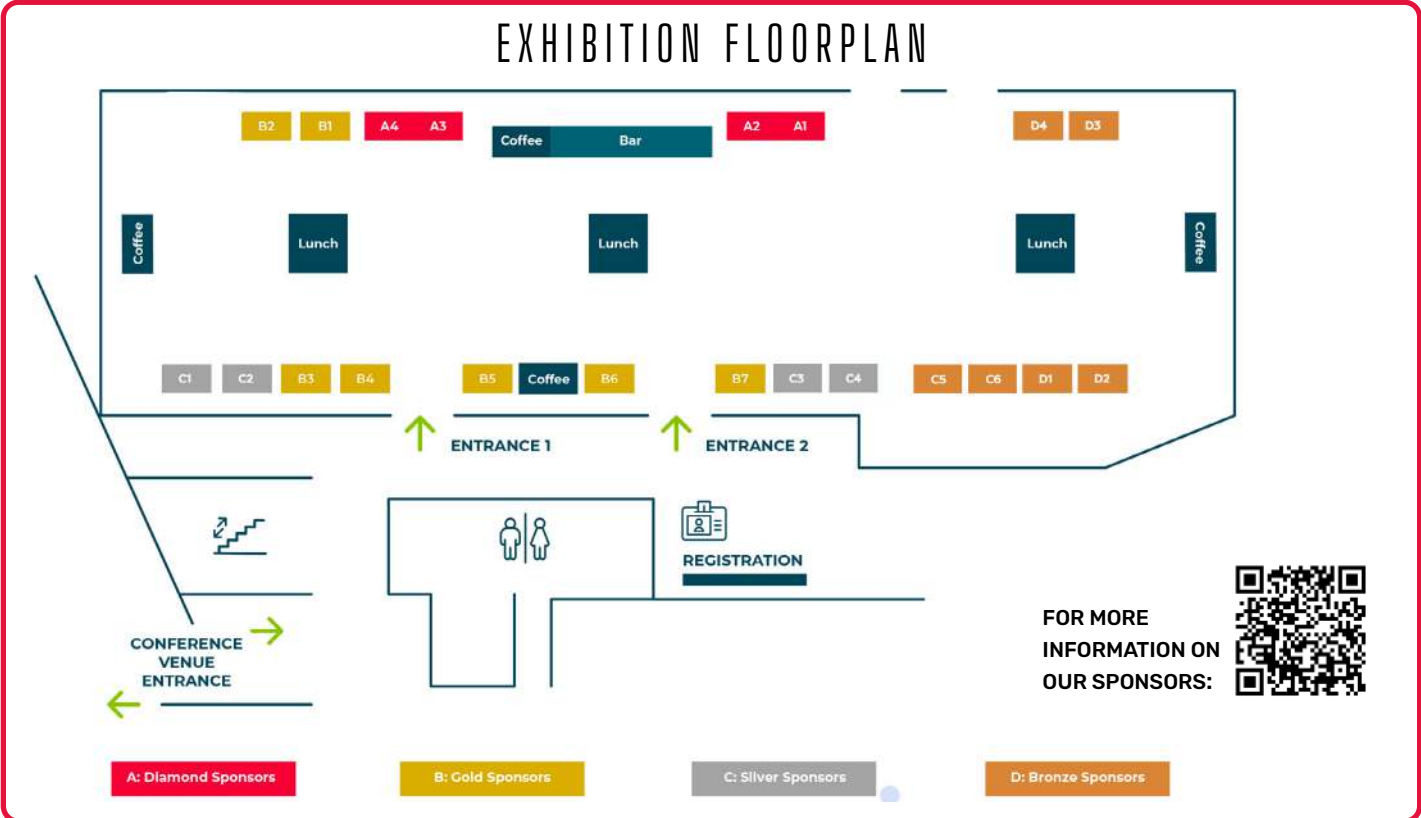 EXHIBITION FLOORPLAN
B2 B1 A4 A3 Coffee Bar A2 A1 D4 D3
Coffee Lunch Lunch Lunch Coffee
C1 C2 B3 B4 B5 Coffee B6 B7 C3 C4 C5 C6 D1 D2
ENTRANCE 1 ENTRANCE 2
REGISTRATION
CONFERENCE
VENUE
ENTRANCE
FOR MORE
INFORMATION ON
OUR SPONSORS:
A: Diamond Sponsors B: Gold Sponsors C: Silver Sponsors D: Bronze Sponsors